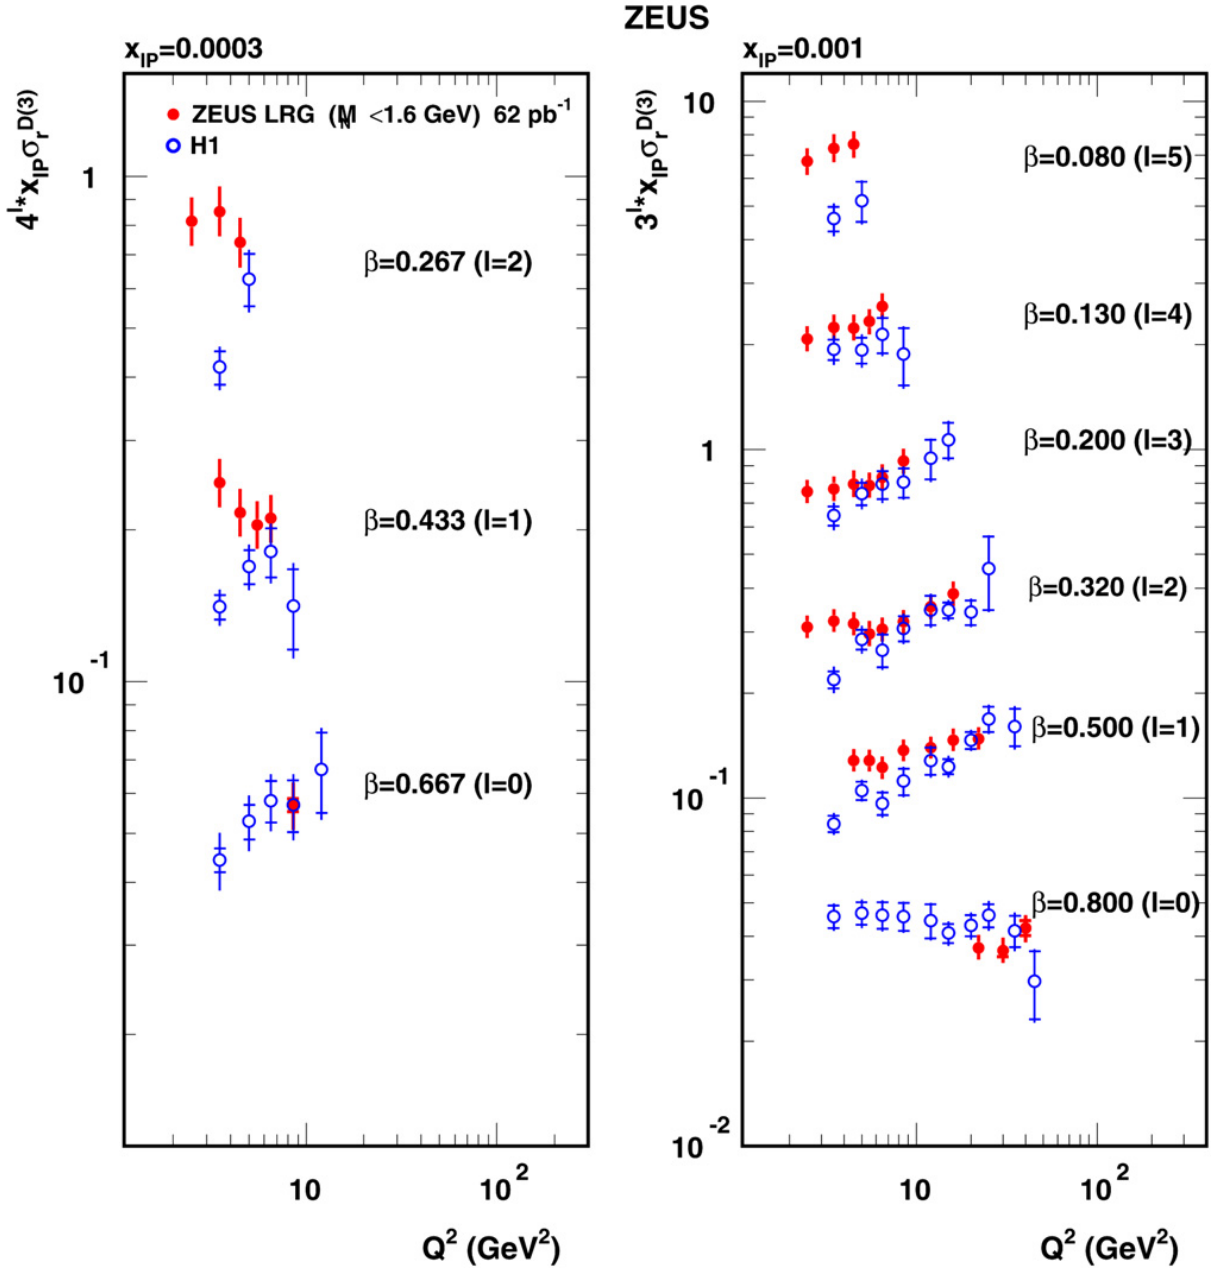 ZEUS
x_IP=0.0003
4^l*x_IP σ_r^D(3)
ZEUS LRG (M_N <1.6 GeV) 62 pb^-1
H1
1
β=0.267 (l=2)
β=0.433 (l=1)
10^-1
β=0.667 (l=0)
10
10^2
Q^2 (GeV^2)
x_IP=0.001
3^l*x_IP σ_r^D(3)
10
β=0.080 (l=5)
β=0.130 (l=4)
1
β=0.200 (l=3)
β=0.320 (l=2)
β=0.500 (l=1)
10^-1
β=0.800 (l=0)
10^-2
10
10^2
Q^2 (GeV^2)